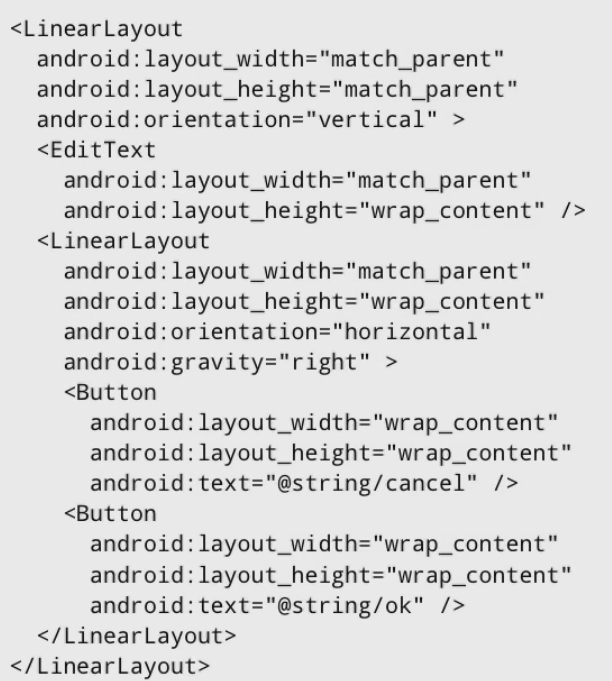 <LinearLayout
  android:layout_width="match_parent"
  android:layout_height="match_parent"
  android:orientation="vertical" >
  <EditText
    android:layout_width="match_parent"
    android:layout_height="wrap_content" />
  <LinearLayout
    android:layout_width="match_parent"
    android:layout_height="wrap_content"
    android:orientation="horizontal"
    android:gravity="right" >
    <Button
      android:layout_width="wrap_content"
      android:layout_height="wrap_content"
      android:text="@string/cancel" />
    <Button
      android:layout_width="wrap_content"
      android:layout_height="wrap_content"
      android:text="@string/ok" />
  </LinearLayout>
</LinearLayout>